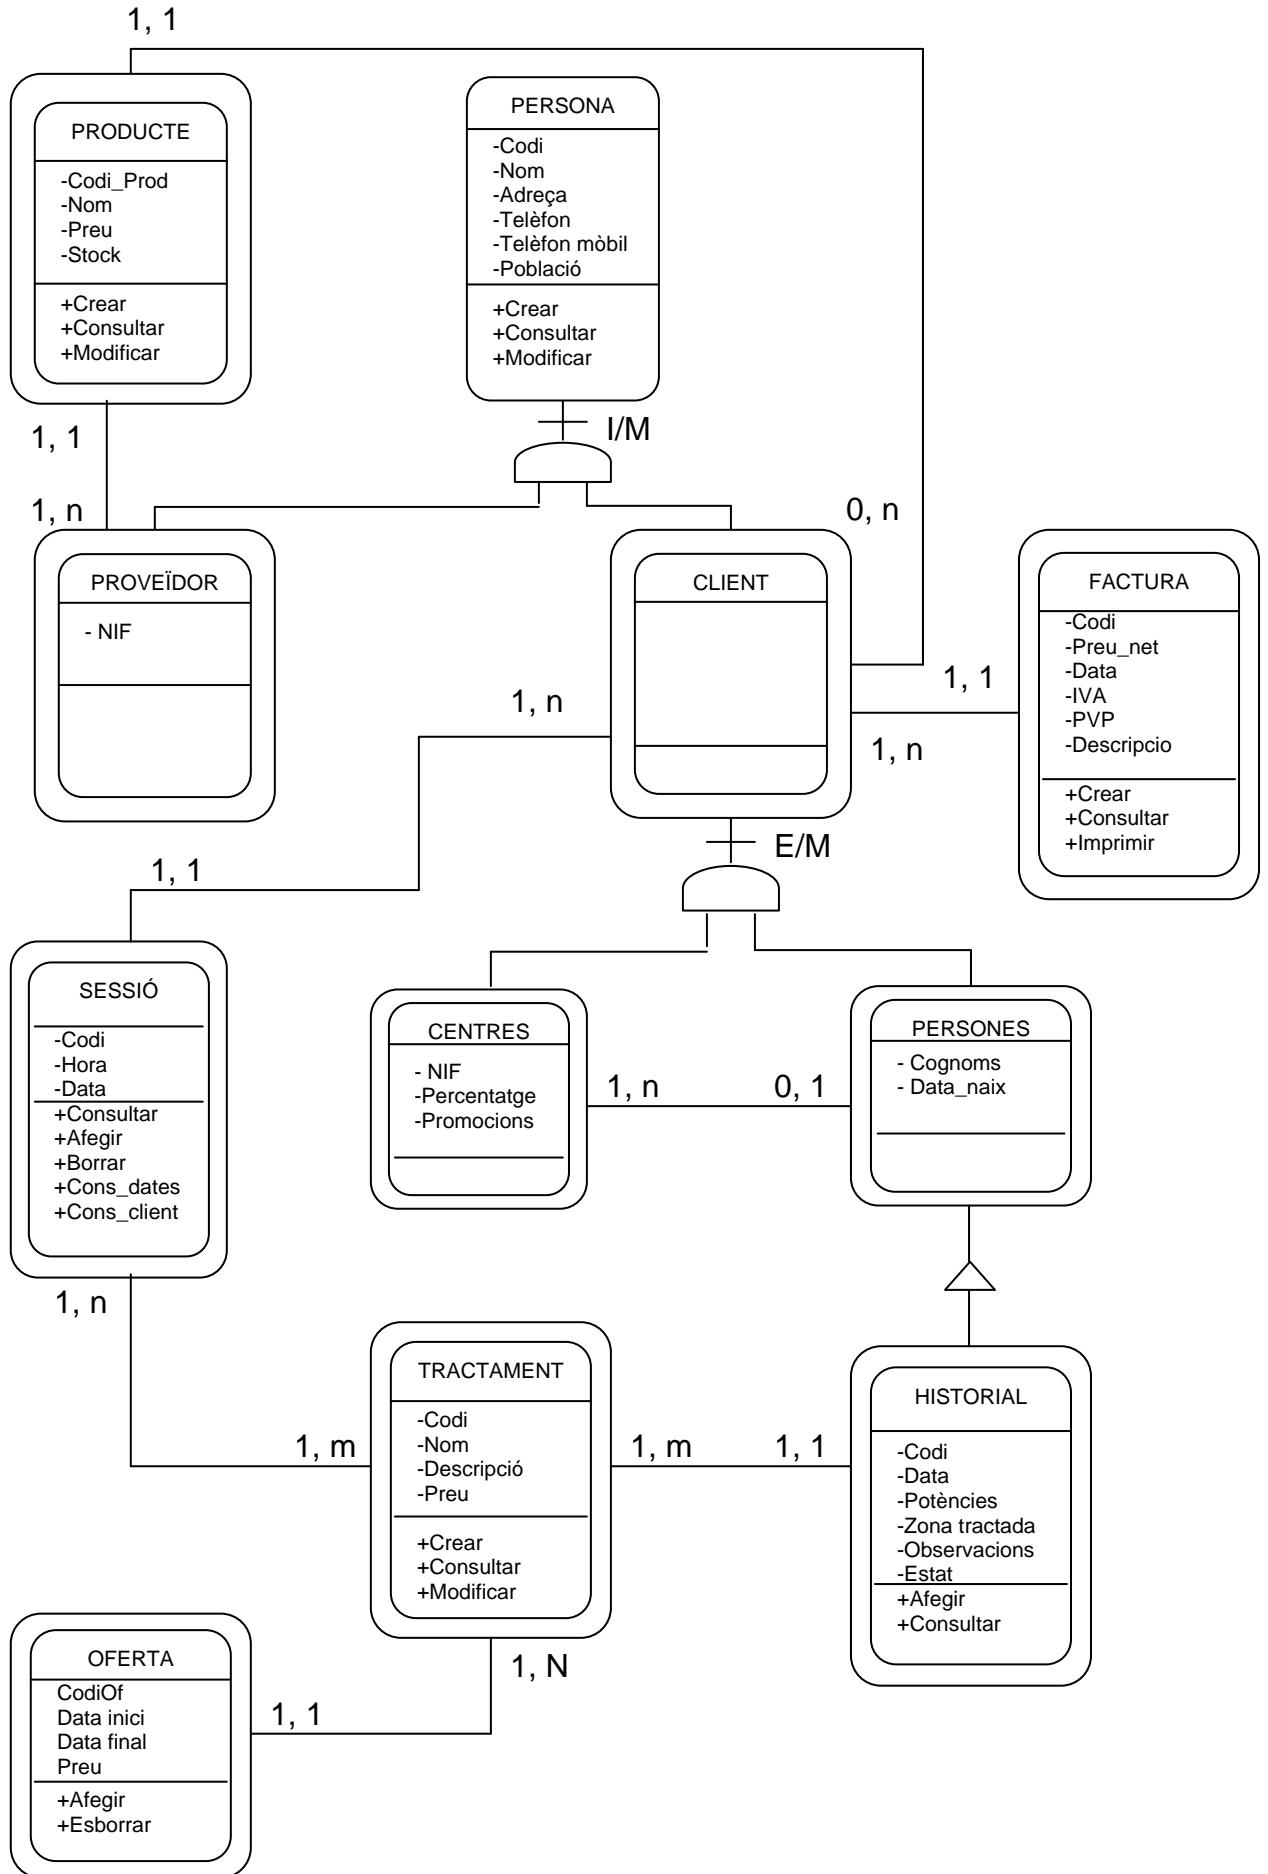 1, 1
PRODUCTE
-Codi_Prod
-Nom
-Preu
-Stock
+Crear
+Consultar
+Modificar
PERSONA
-Codi
-Nom
-Adreça
-Telèfon
-Telèfon mòbil
-Població
+Crear
+Consultar
+Modificar
1, 1
I/M
1, n
0, n
PROVEÏDOR
- NIF
CLIENT
FACTURA
-Codi
-Preu_net
-Data
-IVA
-PVP
-Descripcio
+Crear
+Consultar
+Imprimir
1, 1
1, n
1, n
E/M
1, 1
SESSIÓ
-Codi
-Hora
-Data
+Consultar
+Afegir
+Borrar
+Cons_dates
+Cons_client
CENTRES
- NIF
-Percentatge
-Promocions
1, n
0, 1
PERSONES
- Cognoms
- Data_naix
1, n
TRACTAMENT
-Codi
-Nom
-Descripció
-Preu
+Crear
+Consultar
+Modificar
1, m
1, m
1, 1
HISTORIAL
-Codi
-Data
-Potències
-Zona tractada
-Observacions
-Estat
+Afegir
+Consultar
OFERTA
CodiOf
Data inici
Data final
Preu
+Afegir
+Esborrar
1, 1
1, N